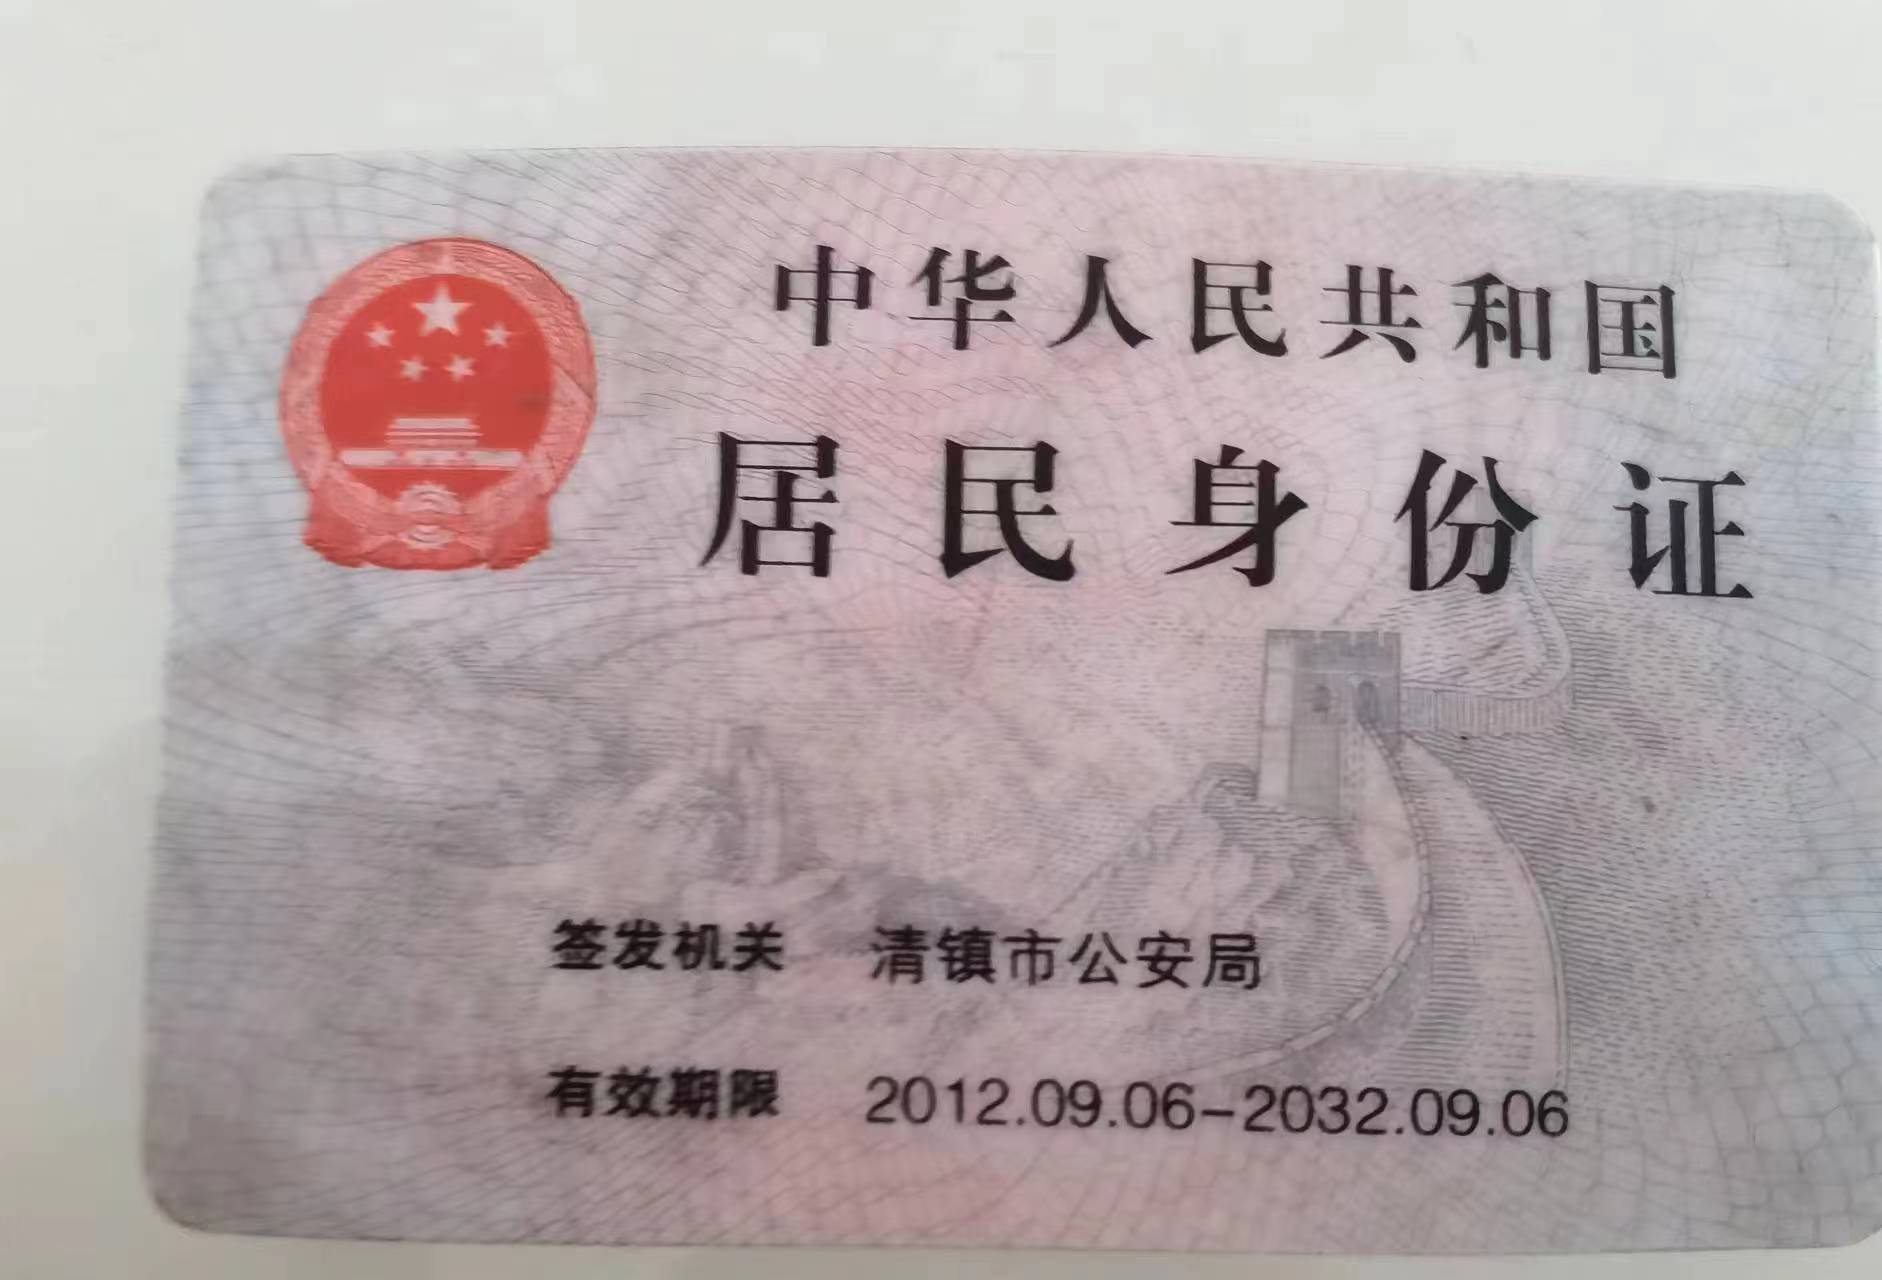 中华人民共和国
居民身份证
签发机关 清镇市公安局
有效期限 2012.09.06-2032.09.06